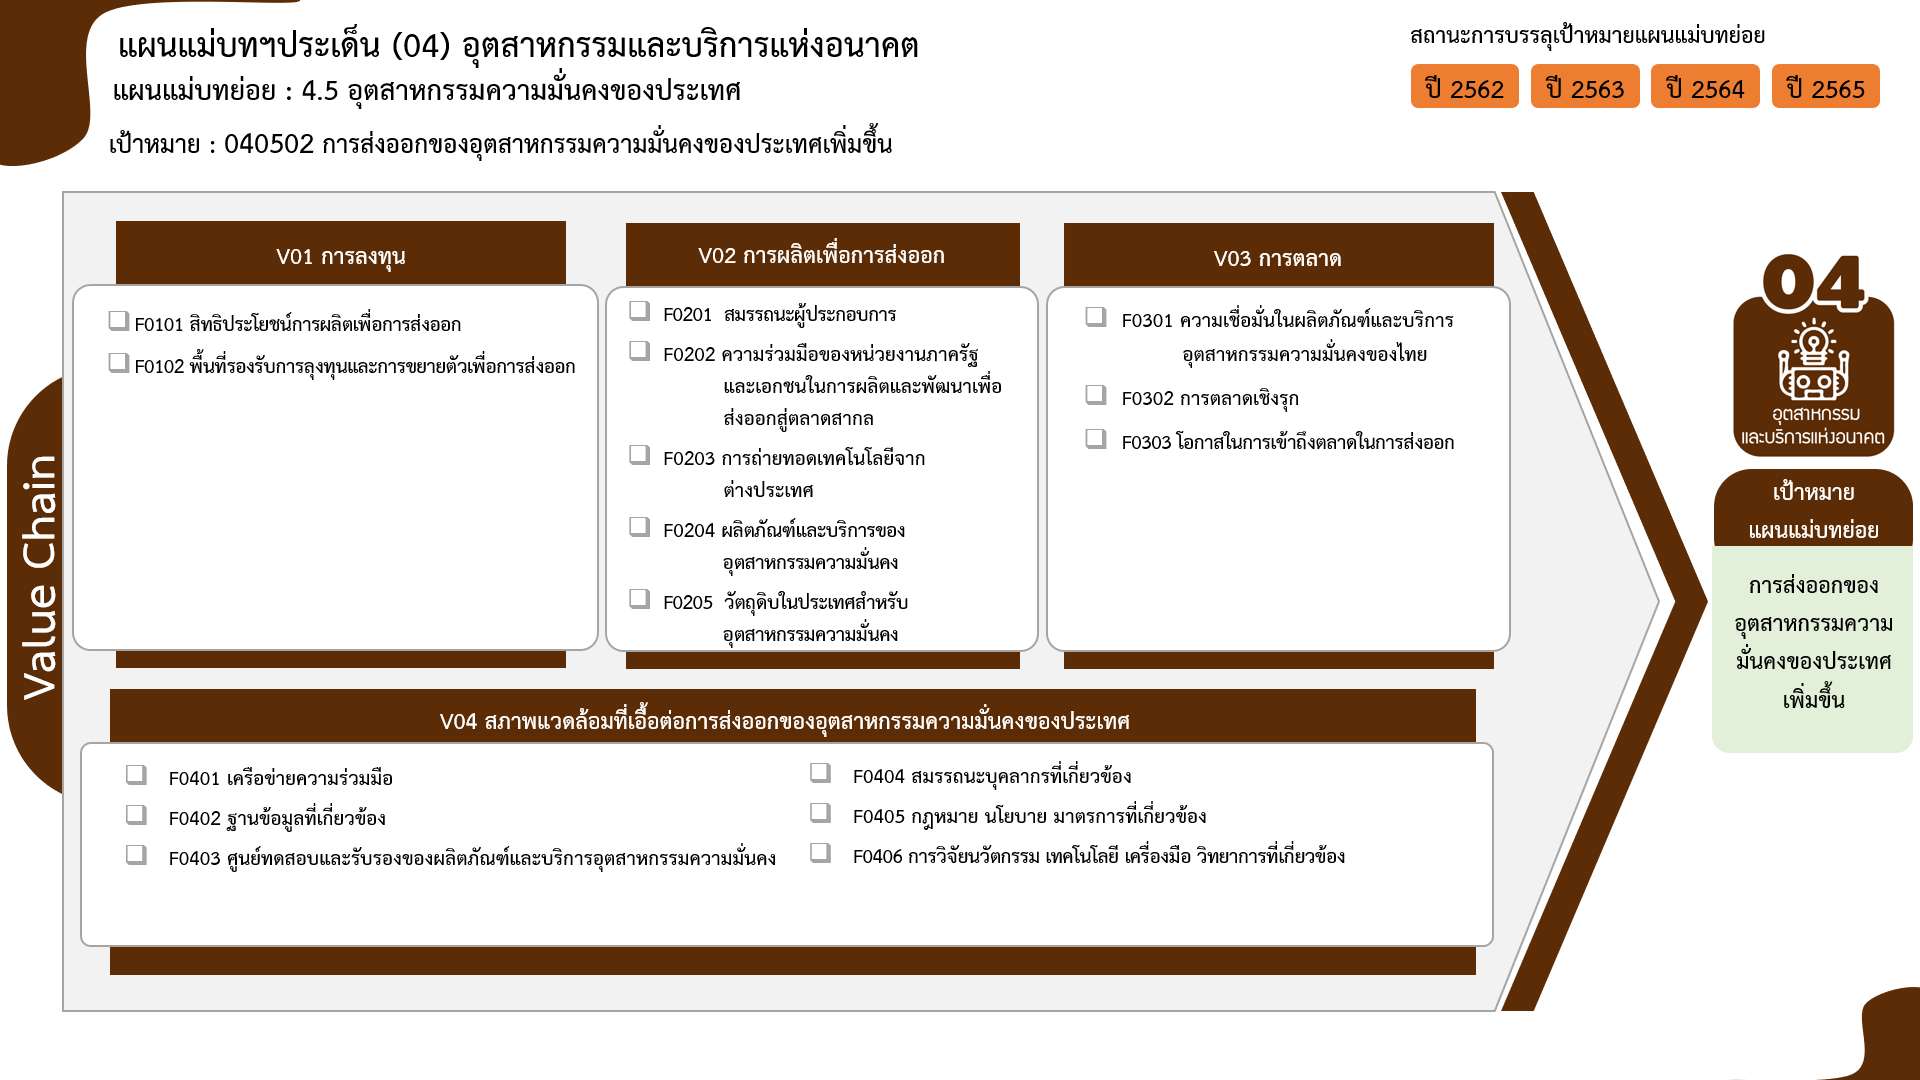 แผนแม่บทฯประเด็น (04) อุตสาหกรรมและบริการแห่งอนาคต
แผนแม่บทย่อย : 4.5 อุตสาหกรรมความมั่นคงของประเทศ
เป้าหมาย : 040502 การส่งออกของอุตสาหกรรมความมั่นคงของประเทศเพิ่มขึ้น
สถานะการบรรลุเป้าหมายแผนแม่บทย่อย
ปี 2562 ปี 2563 ปี 2564 ปี 2565
Value Chain
V01 การลงทุน
F0101 สิทธิประโยชน์การผลิตเพื่อการส่งออก
F0102 พื้นที่รองรับการลงทุนและการขยายตัวเพื่อการส่งออก
V02 การผลิตเพื่อการส่งออก
F0201 สมรรถนะผู้ประกอบการ
F0202 ความร่วมมือของหน่วยงานภาครัฐ
และเอกชนในการผลิตและพัฒนาเพื่อ
ส่งออกสู่ตลาดสากล
F0203 การถ่ายทอดเทคโนโลยีจาก
ต่างประเทศ
F0204 ผลิตภัณฑ์และบริการของ
อุตสาหกรรมความมั่นคง
F0205 วัตถุดิบในประเทศสำหรับ
อุตสาหกรรมความมั่นคง
V03 การตลาด
F0301 ความเชื่อมั่นในผลิตภัณฑ์และบริการ
อุตสาหกรรมความมั่นคงของไทย
F0302 การตลาดเชิงรุก
F0303 โอกาสในการเข้าถึงตลาดในการส่งออก
V04 สภาพแวดล้อมที่เอื้อต่อการส่งออกของอุตสาหกรรมความมั่นคงของประเทศ
F0401 เครือข่ายความร่วมมือ
F0402 ฐานข้อมูลที่เกี่ยวข้อง
F0403 ศูนย์ทดสอบและรับรองของผลิตภัณฑ์และบริการอุตสาหกรรมความมั่นคง
F0404 สมรรถนะบุคลากรที่เกี่ยวข้อง
F0405 กฎหมาย นโยบาย มาตรการที่เกี่ยวข้อง
F0406 การวิจัยนวัตกรรม เทคโนโลยี เครื่องมือ วิทยาการที่เกี่ยวข้อง
04
อุตสาหกรรม
และบริการแห่งอนาคต
เป้าหมาย
แผนแม่บทย่อย
การส่งออกของ
อุตสาหกรรมความ
มั่นคงของประเทศ
เพิ่มขึ้น